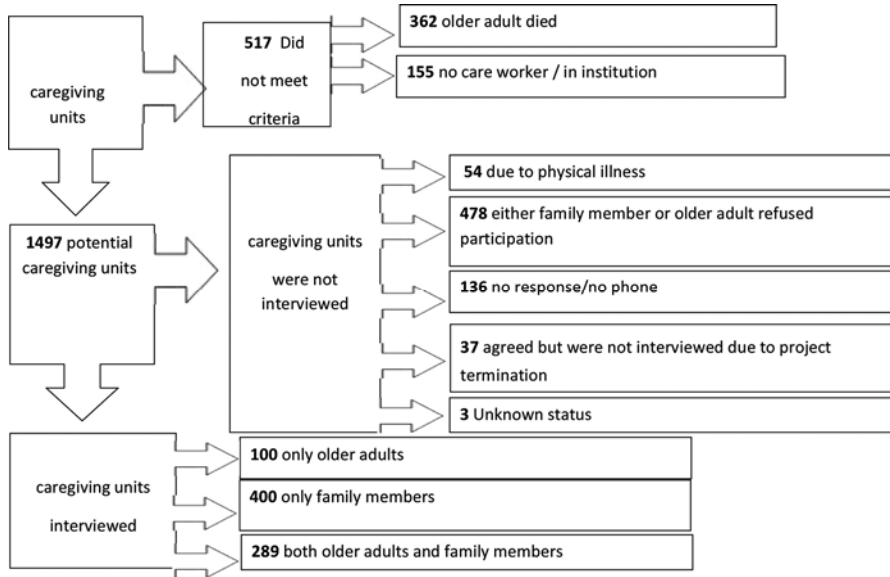 caregiving
units
517 Did
not meet
criteria
362 older adult died
155 no care worker / in institution
1497 potential
caregiving units
caregiving units
were not
interviewed
54 due to physical illness
478 either family member or older adult refused
participation
136 no response/no phone
37 agreed but were not interviewed due to project
termination
3 Unknown status
caregiving units
interviewed
100 only older adults
400 only family members
289 both older adults and family members